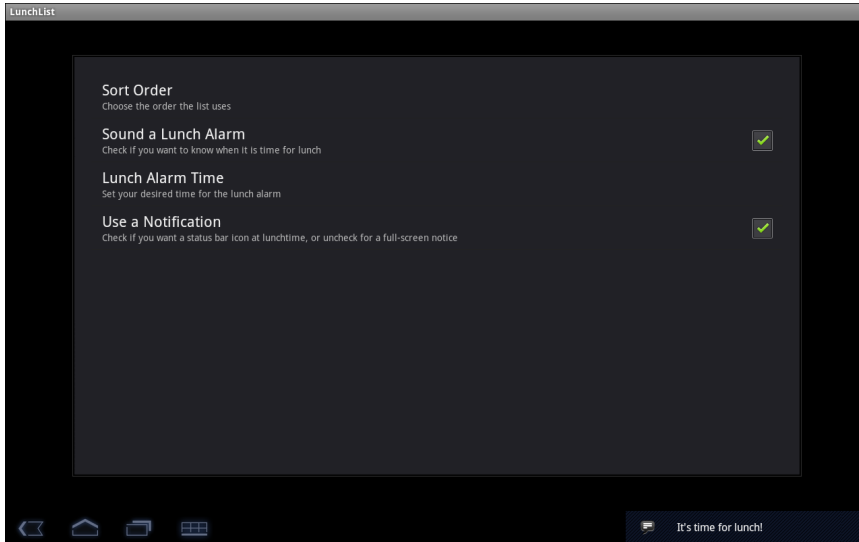 LunchList
Sort Order
Choose the order the list uses
Sound a Lunch Alarm
Check if you want to know when it is time for lunch
Lunch Alarm Time
Set your desired time for the lunch alarm
Use a Notification
Check if you want a status bar icon at lunchtime, or uncheck for a full-screen notice
It's time for lunch!